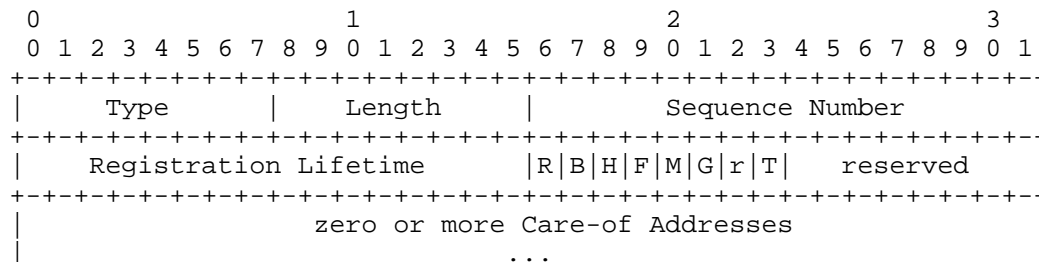 0                   1                   2                   3
 0 1 2 3 4 5 6 7 8 9 0 1 2 3 4 5 6 7 8 9 0 1 2 3 4 5 6 7 8 9 0 1
+-+-+-+-+-+-+-+-+-+-+-+-+-+-+-+-+-+-+-+-+-+-+-+-+-+-+-+-+-+-+-+--
|     Type      |    Length     |        Sequence Number
+-+-+-+-+-+-+-+-+-+-+-+-+-+-+-+-+-+-+-+-+-+-+-+-+-+-+-+-+-+-+-+--
|    Registration Lifetime      |R|B|H|F|M|G|r|T|   reserved
+-+-+-+-+-+-+-+-+-+-+-+-+-+-+-+-+-+-+-+-+-+-+-+-+-+-+-+-+-+-+-+--
|                  zero or more Care-of Addresses
|                              ...